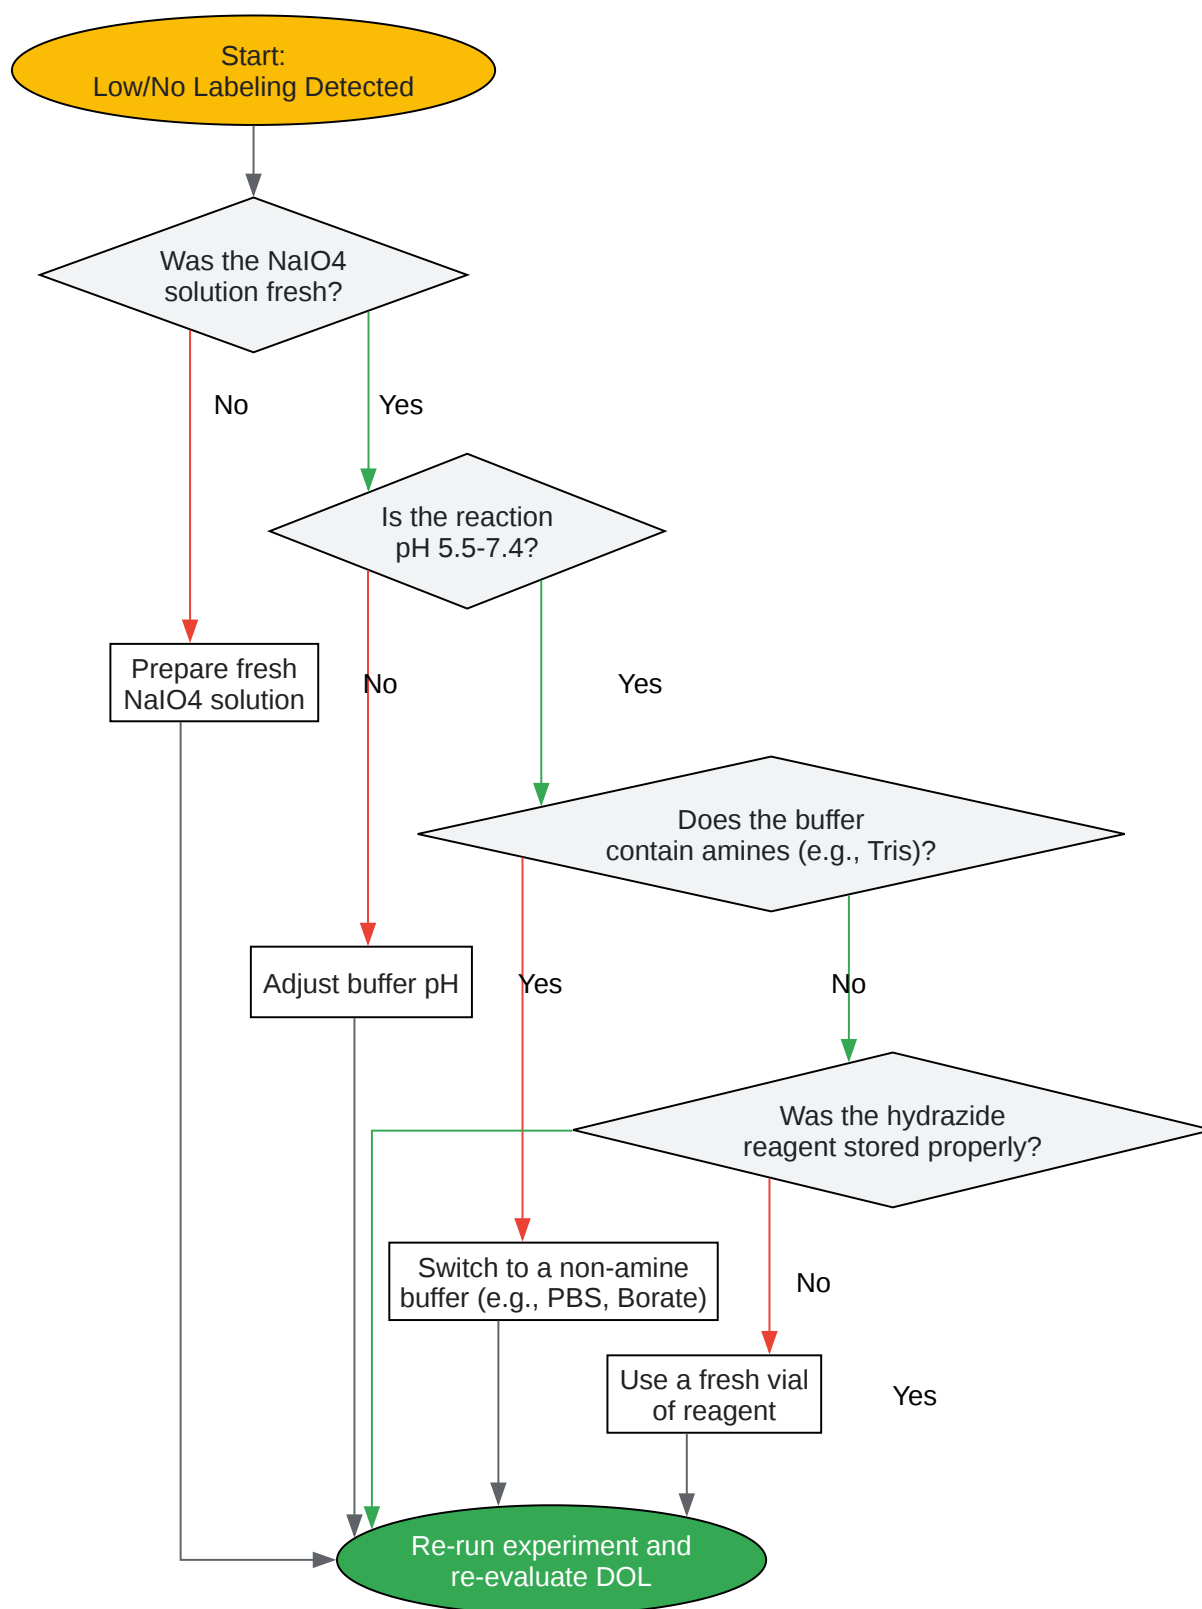 Start:
Low/No Labeling Detected
Was the NaIO4
solution fresh?
No
Yes
Is the reaction
pH 5.5-7.4?
Prepare fresh
NaIO4 solution
No
Yes
Does the buffer
contain amines (e.g., Tris)?
Adjust buffer pH
Yes
No
Was the hydrazide
reagent stored properly?
Switch to a non-amine
buffer (e.g., PBS, Borate)
No
Use a fresh vial
of reagent
Yes
Re-run experiment and
re-evaluate DOL